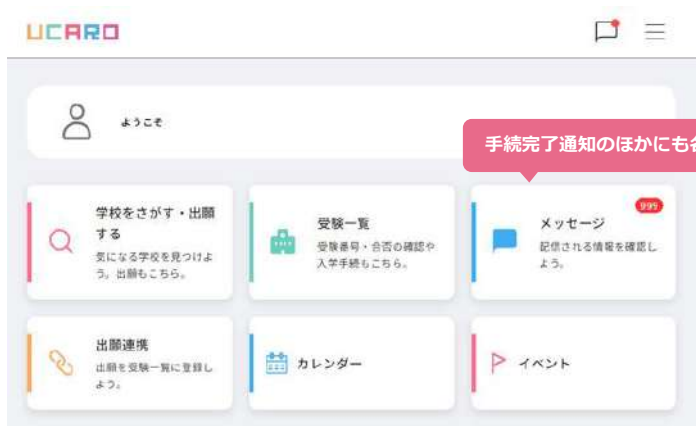 UCARO
ようこそ
手続完了通知のほかにも
学校をさがす・出願
する
気になる学校を見つけよ
う。出願もこちら。
受験一覧
受験番号・合否の確認や
入学手続もこちら。
999
メッセージ
配信される情報を確認し
よう。
出願連携
出願を受験一覧に登録し
よう。
カレンダー
イベント